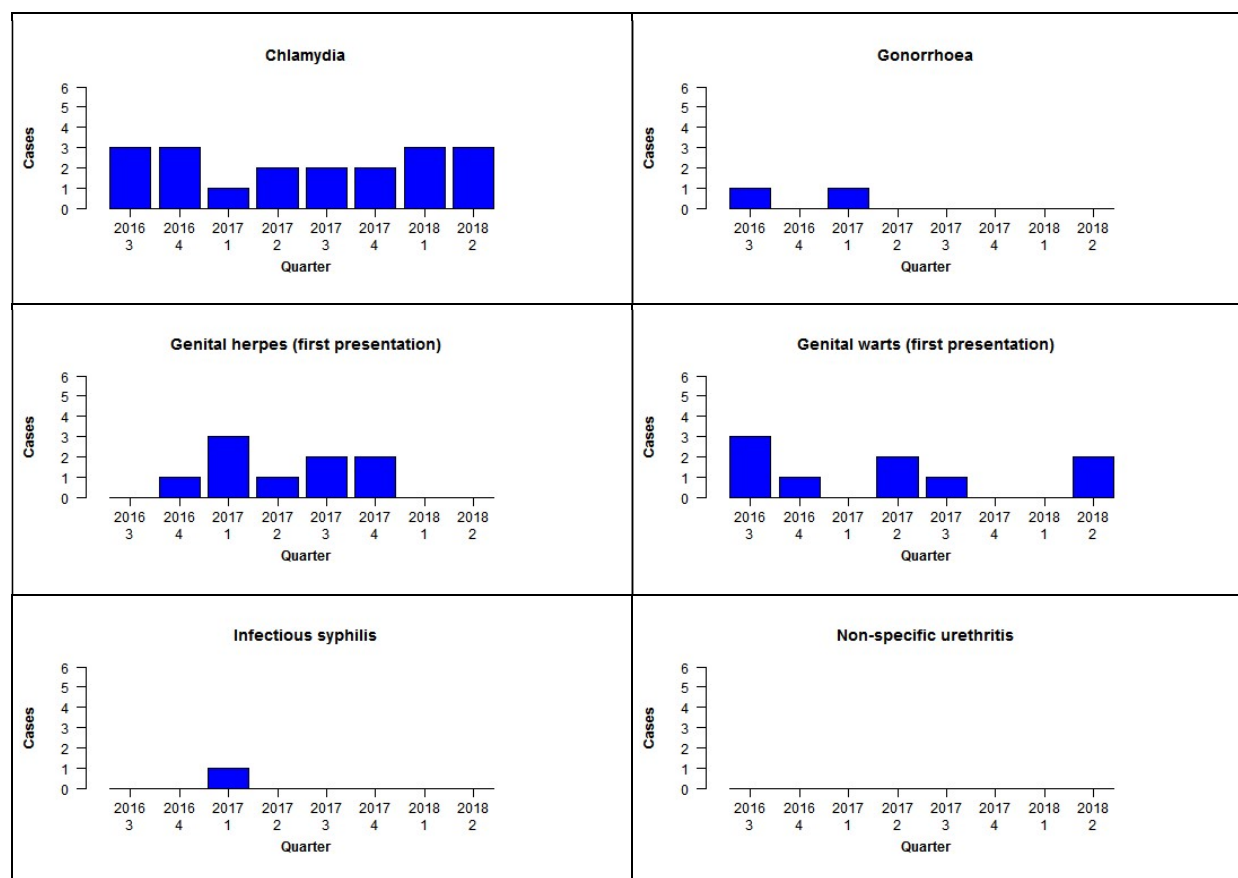 Chlamydia
Cases
6
5
4
3
2
1
0
2016 2016 2017 2017 2017 2017 2018 2018
3 4 1 2 3 4 1 2
Quarter
Gonorrhoea
Cases
6
5
4
3
2
1
0
2016 2016 2017 2017 2017 2017 2018 2018
3 4 1 2 3 4 1 2
Quarter
Genital herpes (first presentation)
Cases
6
5
4
3
2
1
0
2016 2016 2017 2017 2017 2017 2018 2018
3 4 1 2 3 4 1 2
Quarter
Genital warts (first presentation)
Cases
6
5
4
3
2
1
0
2016 2016 2017 2017 2017 2017 2018 2018
3 4 1 2 3 4 1 2
Quarter
Infectious syphilis
Cases
6
5
4
3
2
1
0
2016 2016 2017 2017 2017 2017 2018 2018
3 4 1 2 3 4 1 2
Quarter
Non-specific urethritis
Cases
6
5
4
3
2
1
0
2016 2016 2017 2017 2017 2017 2018 2018
3 4 1 2 3 4 1 2
Quarter